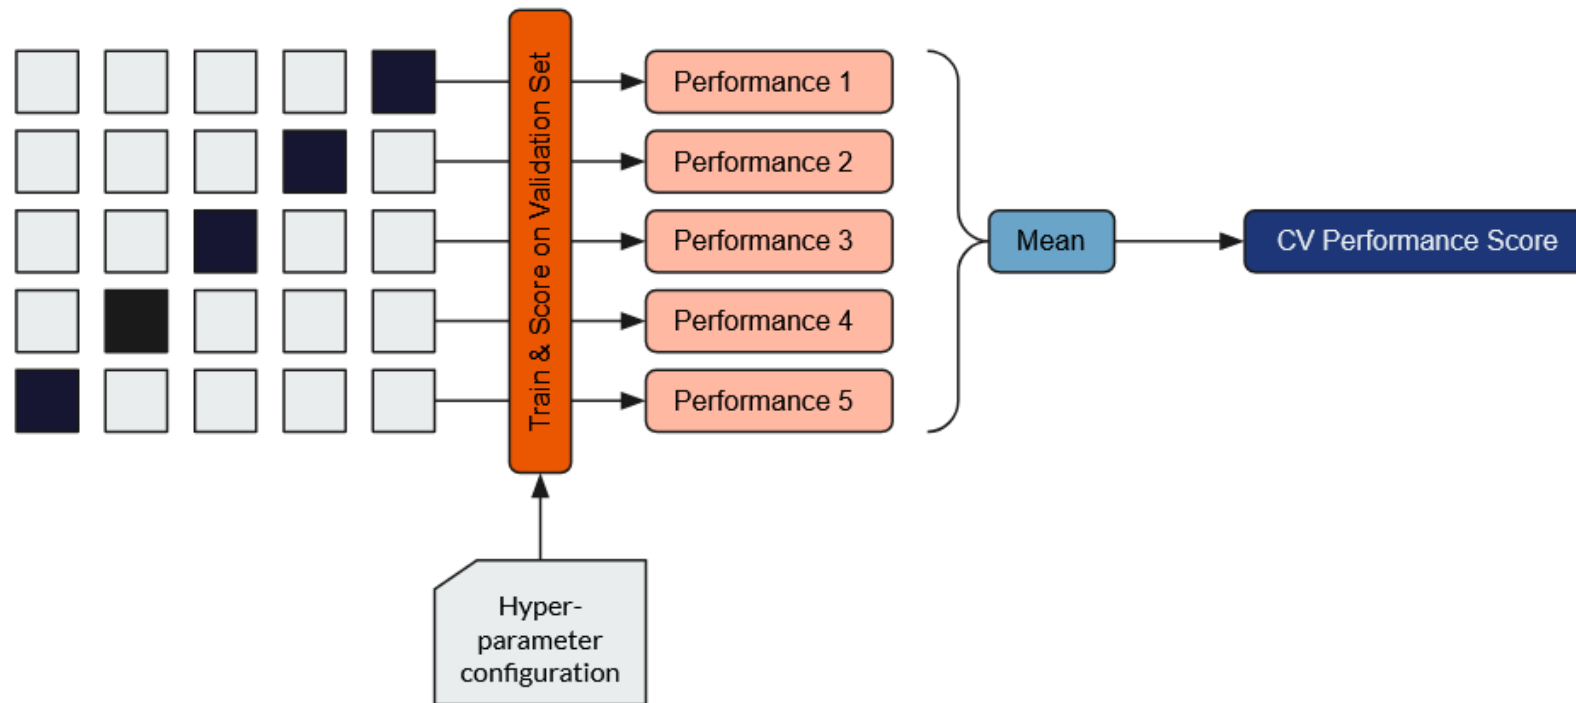 Train & Score on Validation Set
Performance 1
Performance 2
Performance 3
Performance 4
Performance 5
Mean
CV Performance Score
Hyper-
parameter
configuration